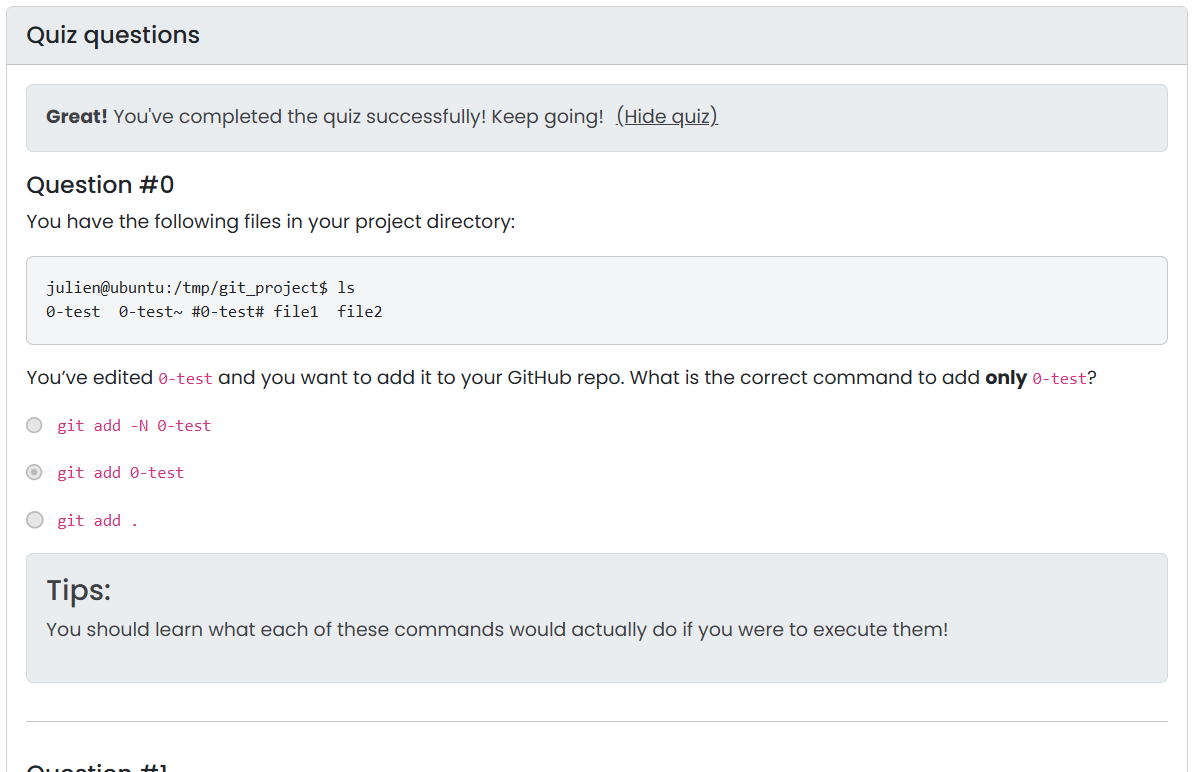 Quiz questions
Great! You've completed the quiz successfully! Keep going! (Hide quiz)
Question #0
You have the following files in your project directory:
julien@ubuntu:/tmp/git_project$ ls
0-test  0-test~ #0-test# file1  file2
You’ve edited 0-test and you want to add it to your GitHub repo. What is the correct command to add only 0-test?
git add -N 0-test
git add 0-test
git add .
Tips:
You should learn what each of these commands would actually do if you were to execute them!
Question #1